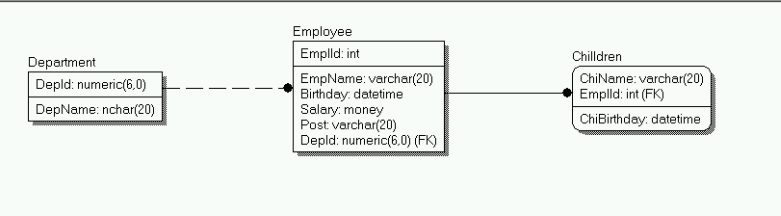 Department
DepId: numeric(6,0)
DepName: nchar(20)
Employee
EmplId: int
EmpName: varchar(20)
Birthday: datetime
Salary: money
Post: varchar(20)
DepId: numeric(6,0) (FK)
Chilldren
ChiName: varchar(20)
EmplId: int (FK)
ChiBirthday: datetime